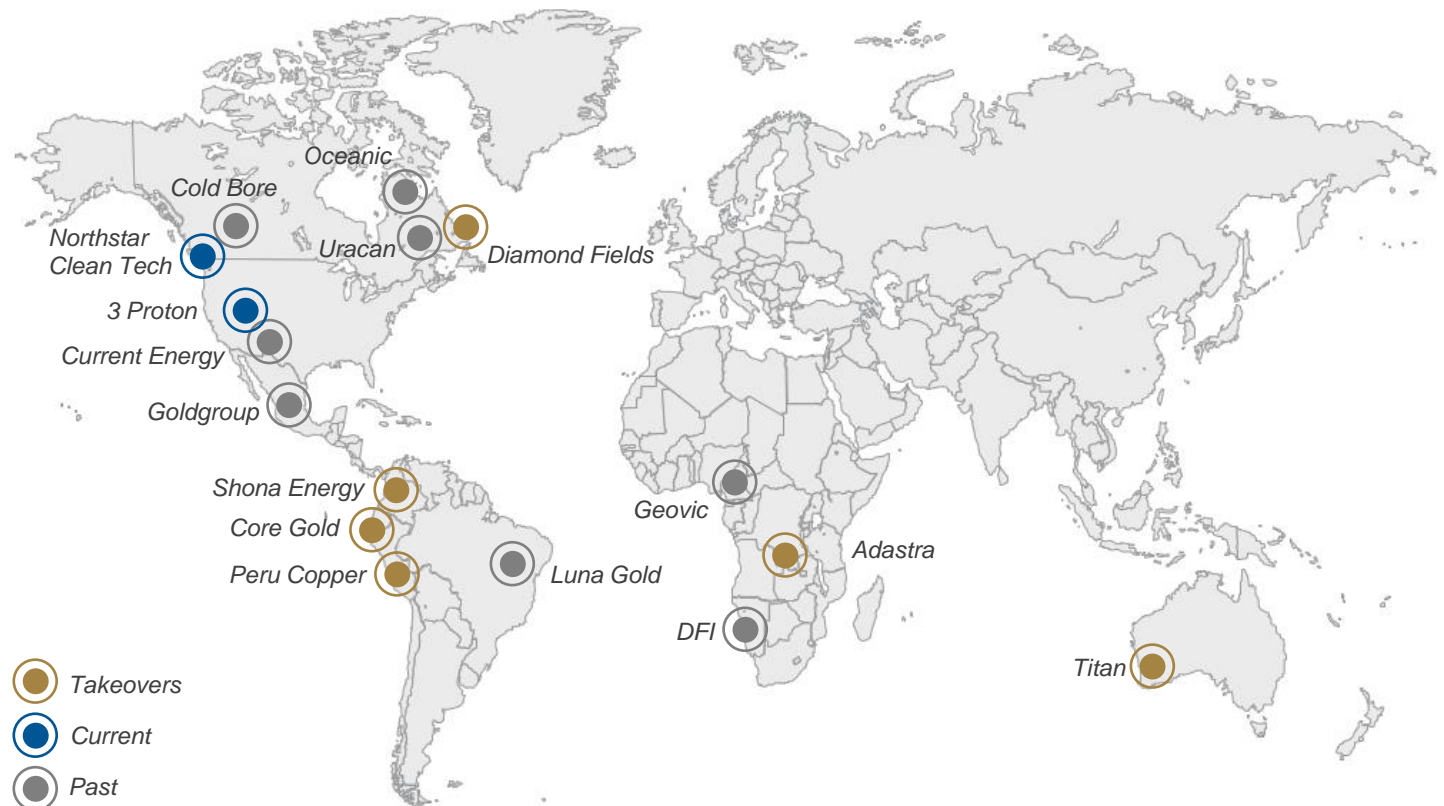 Oceanic
Cold Bore
Northstar
Clean Tech
Uracan
Diamond Fields
3 Proton
Current Energy
Goldgroup
Shona Energy
Geovic
Core Gold
Adastra
Peru Copper
Luna Gold
DFI
Titan
Takeovers
Current
Past